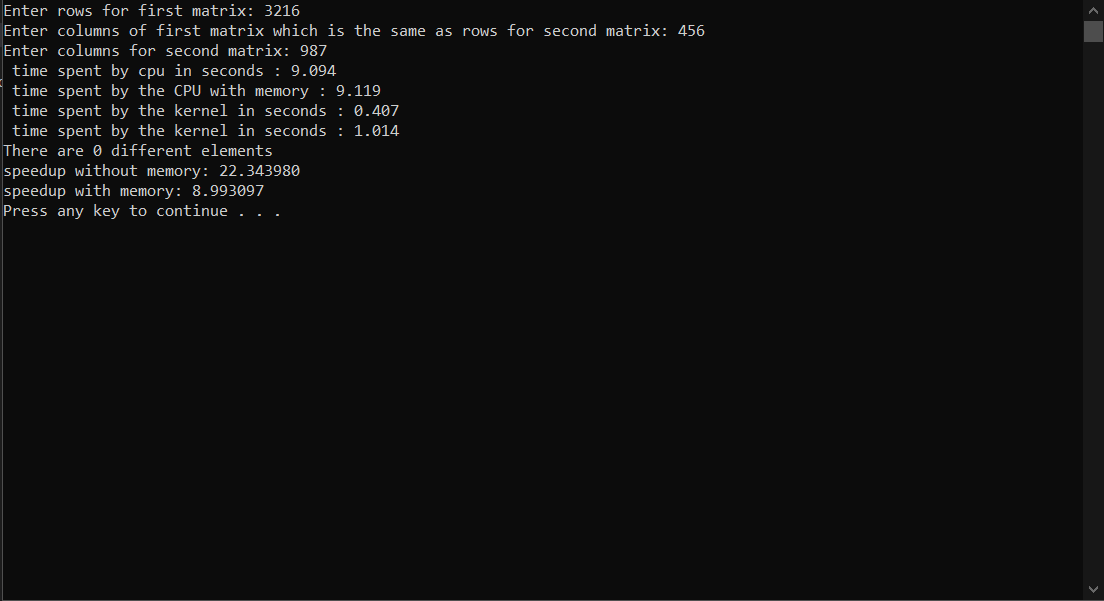 Enter rows for first matrix: 3216
Enter columns of first matrix which is the same as rows for second matrix: 456
Enter columns for second matrix: 987
 time spent by cpu in seconds : 9.094
 time spent by the CPU with memory : 9.119
 time spent by the kernel in seconds : 0.407
 time spent by the kernel in seconds : 1.014
There are 0 different elements
speedup without memory: 22.343980
speedup with memory: 8.993097
Press any key to continue . . .